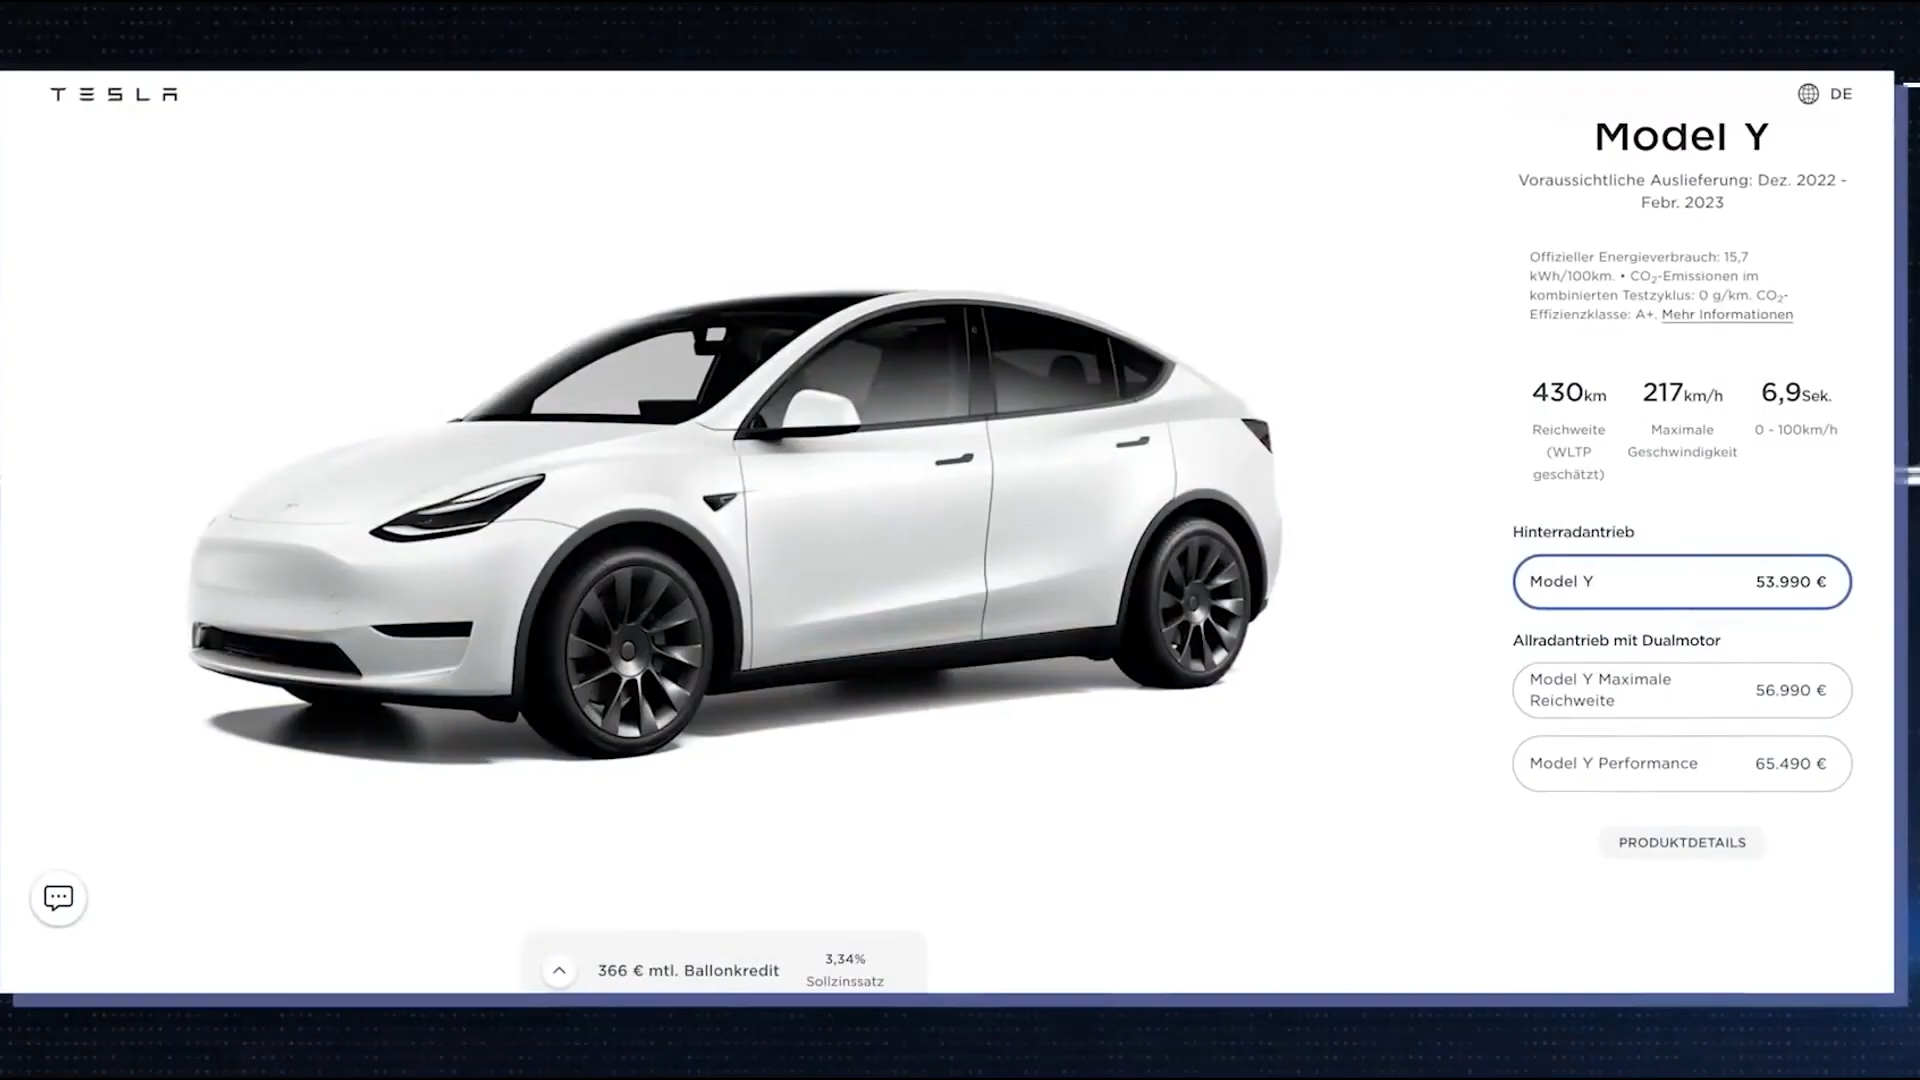 TESLA
DE
Model Y
Voraussichtliche Auslieferung: Dez. 2022 -
Febr. 2023
Offizieller Energieverbrauch: 15,7
kWh/100km. • CO₂-Emissionen im
kombinierten Testzyklus: 0 g/km. CO₂-
Effizienzklasse: A+. Mehr Informationen
430km 217km/h 6,9Sek.
Reichweite Maximale 0 - 100km/h
(WLTP Geschwindigkeit
geschätzt)
Hinterradantrieb
Model Y 53.990 €
Allradantrieb mit Dualmotor
Model Y Maximale
Reichweite 56.990 €
Model Y Performance 65.490 €
PRODUKTDETAILS
366 € mtl. Ballonkredit 3,34%
Sollzinssatz